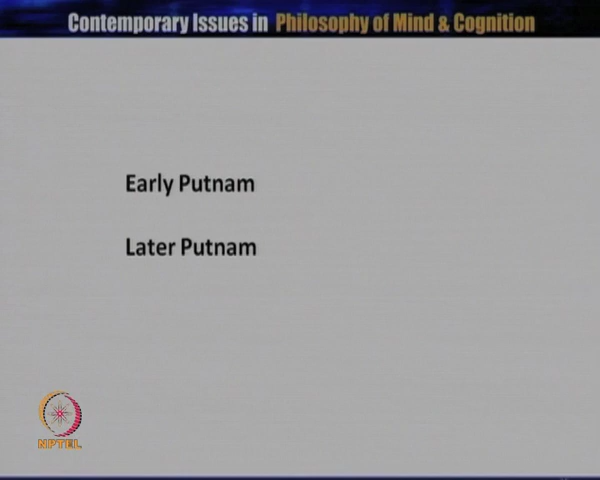 Contemporary Issues in Philosophy of Mind & Cognition
Early Putnam
Later Putnam
NPTEL